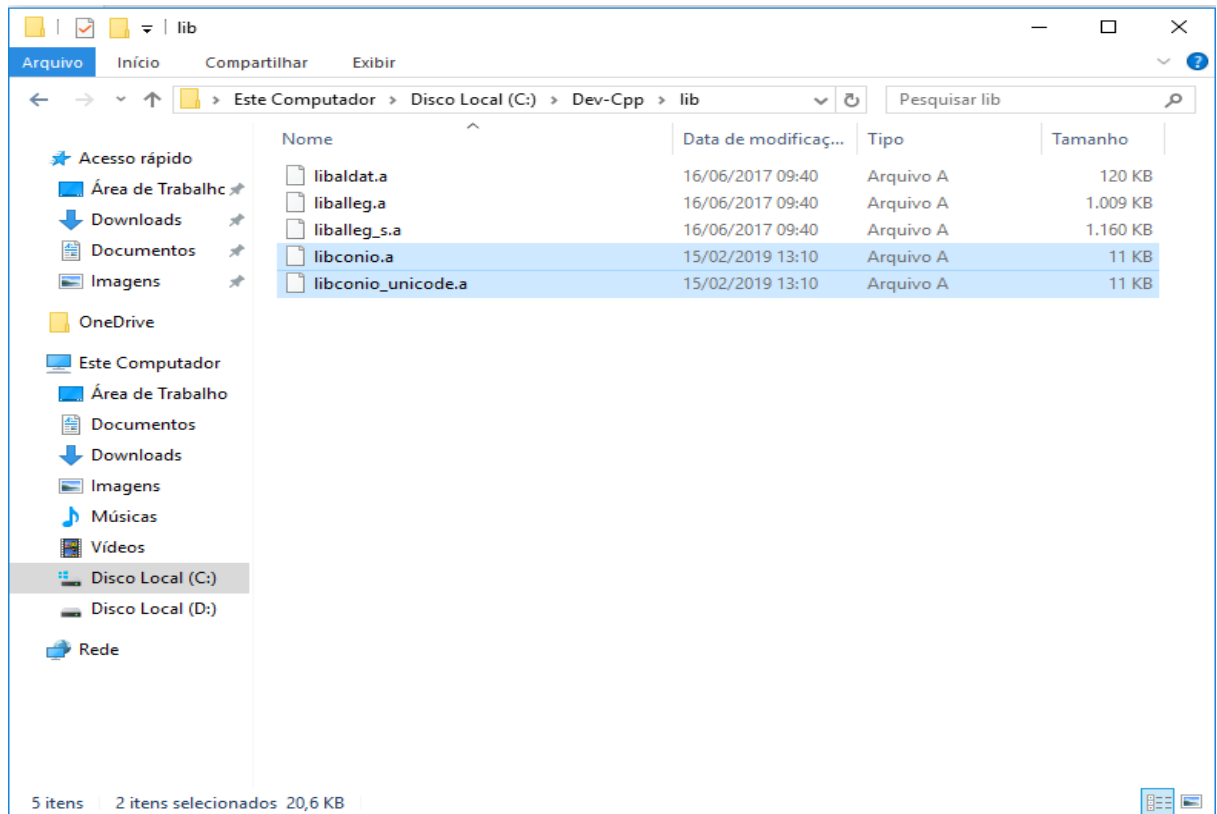 lib
Arquivo Início Compartilhar Exibir
Este Computador > Disco Local (C:) > Dev-Cpp > lib Pesquisar lib
Nome Data de modificaç... Tipo Tamanho
Acesso rápido
Área de Trabalho
Downloads
Documentos
Imagens
OneDrive
Este Computador
Área de Trabalho
Documentos
Downloads
Imagens
Músicas
Vídeos
Disco Local (C:)
Disco Local (D:)
Rede
libaldat.a 16/06/2017 09:40 Arquivo A 120 KB
liballeg.a 16/06/2017 09:40 Arquivo A 1.009 KB
liballeg_s.a 16/06/2017 09:40 Arquivo A 1.160 KB
libconio.a 15/02/2019 13:10 Arquivo A 11 KB
libconio_unicode.a 15/02/2019 13:10 Arquivo A 11 KB
5 itens 2 itens selecionados 20,6 KB